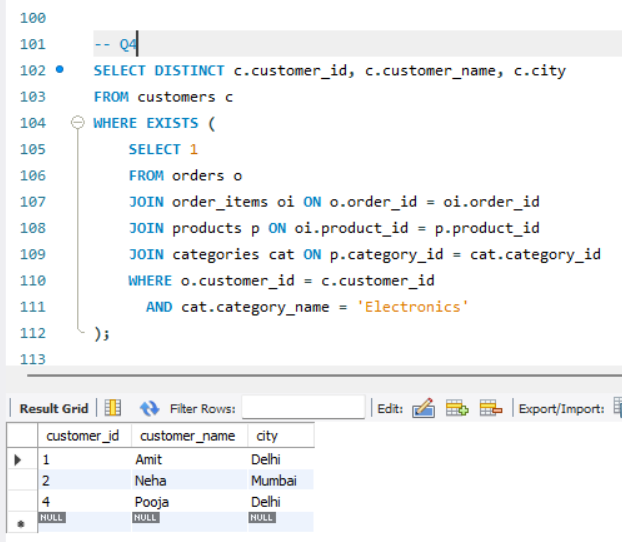 100
101 -- Q4
102 SELECT DISTINCT c.customer_id, c.customer_name, c.city
103 FROM customers c
104 WHERE EXISTS (
105 SELECT 1
106 FROM orders o
107 JOIN order_items oi ON o.order_id = oi.order_id
108 JOIN products p ON oi.product_id = p.product_id
109 JOIN categories cat ON p.category_id = cat.category_id
110 WHERE o.customer_id = c.customer_id
111 AND cat.category_name = 'Electronics'
112 );
113
Result Grid Filter Rows: Edit: Export/Import:
customer_id customer_name city
1 Amit Delhi
2 Neha Mumbai
4 Pooja Delhi
NULL NULL NULL